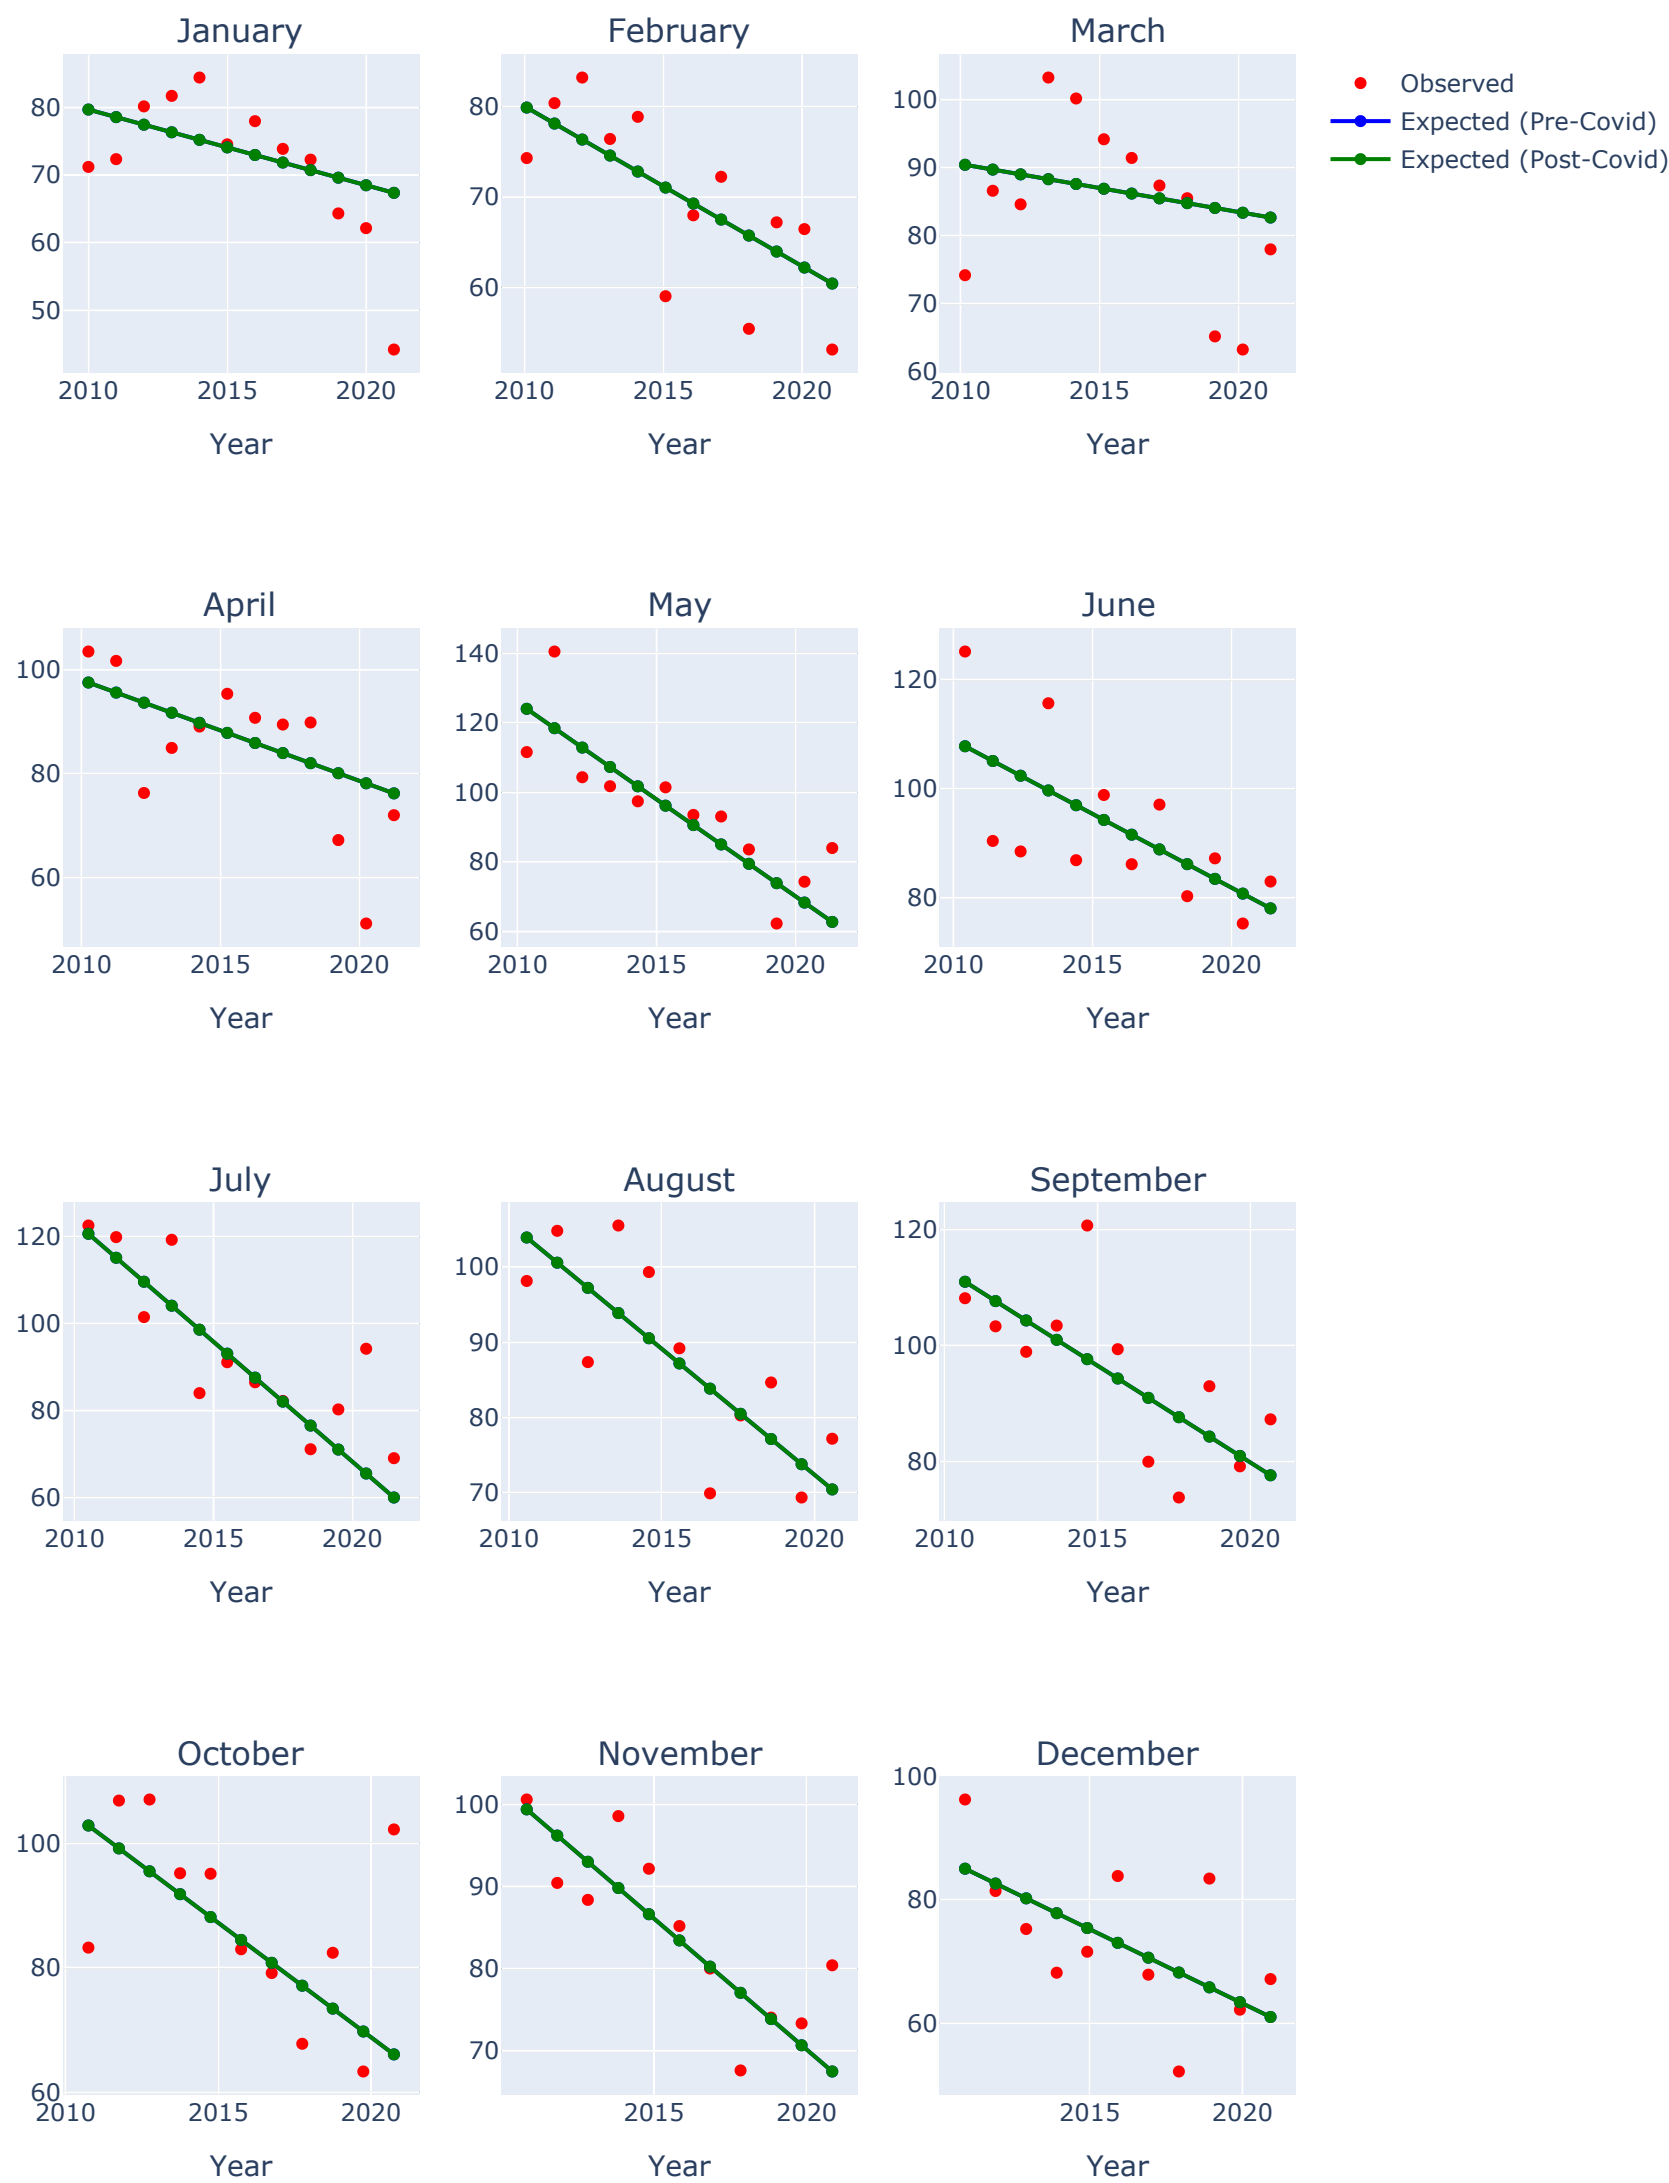 January February March
Observed
Expected (Pre-Covid)
Expected (Post-Covid)
80
70
60
50
80
70
60
100
90
80
70
60
2010 2015 2020 2010 2015 2020 2010 2015 2020
Year Year Year
April May June
100
80
60
140
120
100
80
60
120
100
80
2010 2015 2020 2010 2015 2020 2010 2015 2020
Year Year Year
July August September
120
100
80
60
100
90
80
70
120
100
80
2010 2015 2020 2010 2015 2020 2010 2015 2020
Year Year Year
October November December
100
80
60
100
90
80
70
100
80
60
2010 2015 2020 2015 2020 2015 2020
Year Year Year